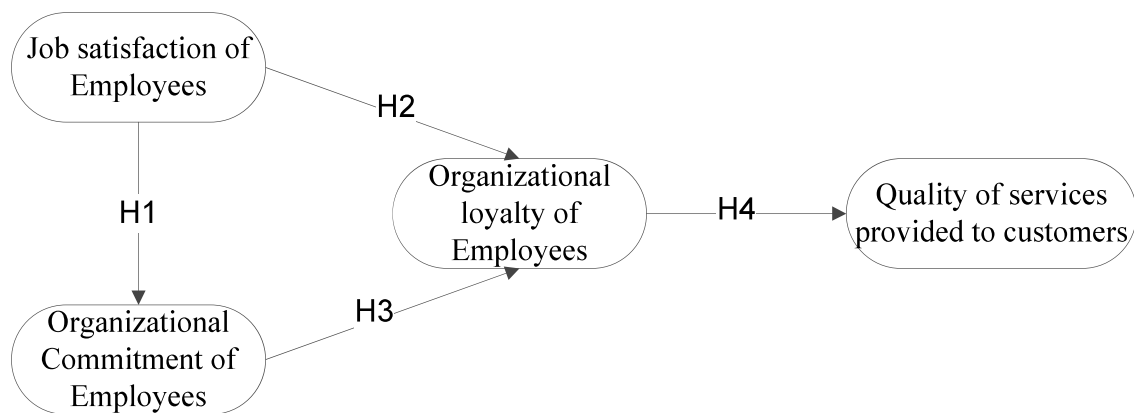 Job satisfaction of
Employees
H2
H1
Organizational
loyalty of
Employees
H4
Quality of services
provided to customers
H3
Organizational
Commitment of
Employees